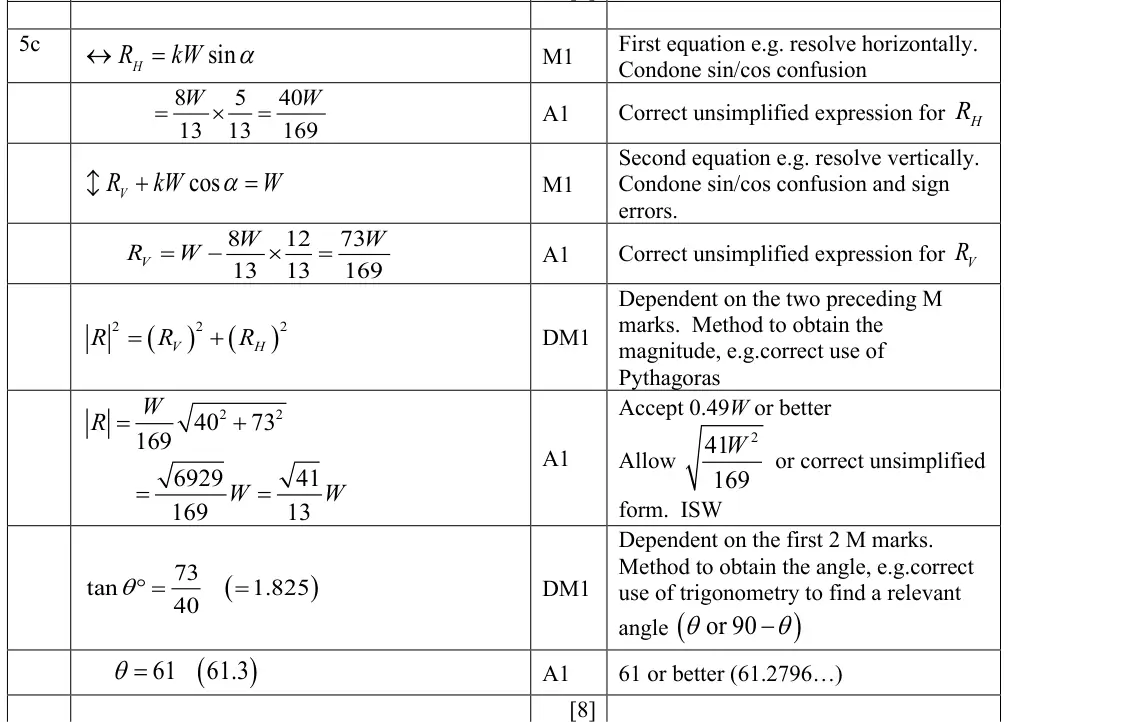 5c
↔ R_H = kW sin α
M1
First equation e.g. resolve horizontally.
Condone sin/cos confusion
= 8W/13 × 5/13 = 40W/169
A1
Correct unsimplified expression for R_H
↕ R_V + kW cos α = W
M1
Second equation e.g. resolve vertically.
Condone sin/cos confusion and sign
errors.
R_V = W − 8W/13 × 12/13 = 73W/169
A1
Correct unsimplified expression for R_V
|R|² = (R_V)² + (R_H)²
DM1
Dependent on the two preceding M
marks. Method to obtain the
magnitude, e.g.correct use of
Pythagoras
|R| = W/169 √(40² + 73²)
= √6929/169 W = √41/13 W
A1
Accept 0.49W or better
Allow √(41W²/169) or correct unsimplified
form. ISW
tan θ° = 73/40 (= 1.825)
DM1
Dependent on the first 2 M marks.
Method to obtain the angle, e.g.correct
use of trigonometry to find a relevant
angle (θ or 90 − θ)
θ = 61 (61.3)
A1
61 or better (61.2796…)
[8]